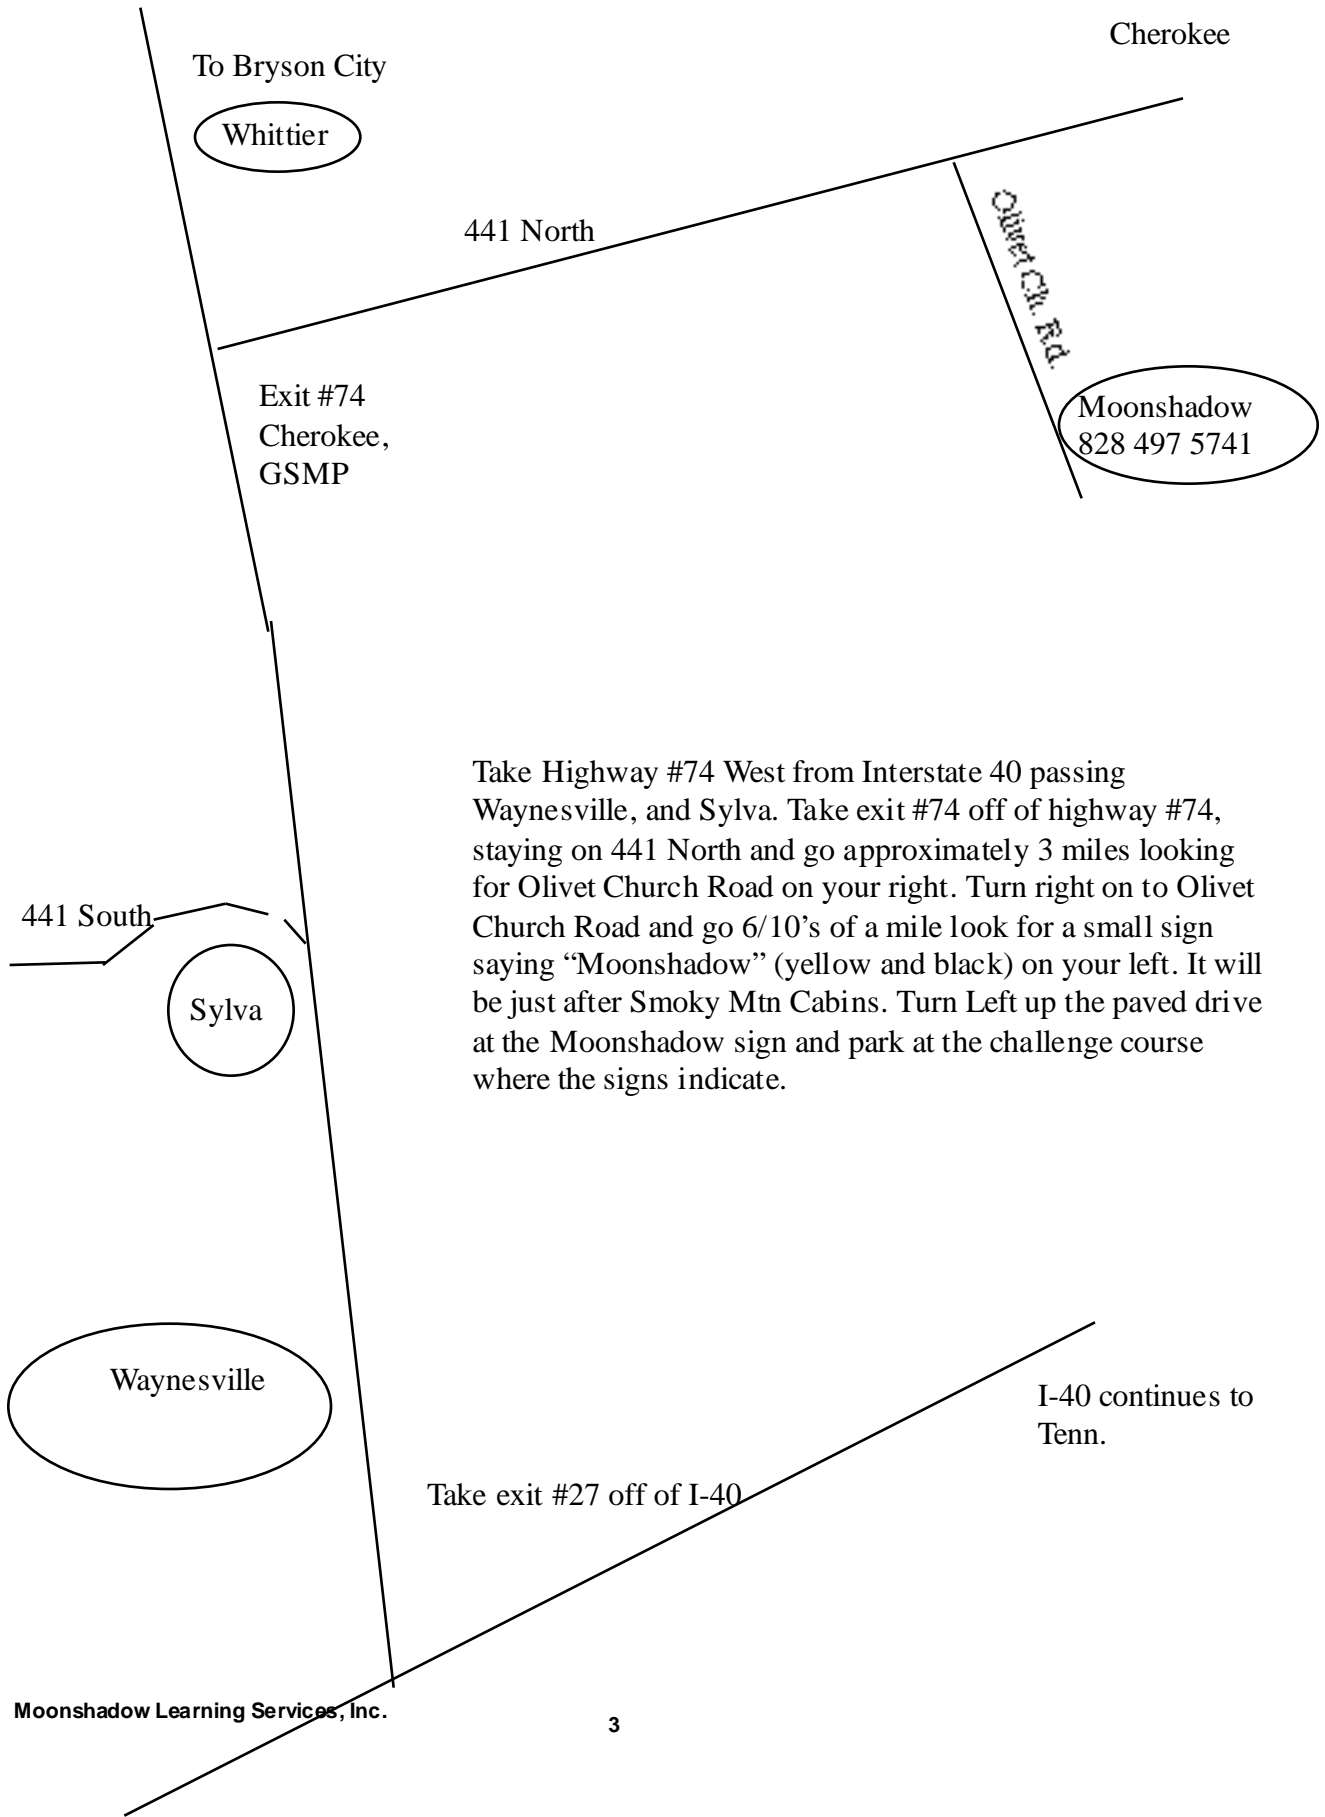 Cherokee
To Bryson City
Whittier
441 North
Olivet Ch. Rd.
Exit #74
Cherokee,
GSMP
Moonshadow
828 497 5741
Take Highway #74 West from Interstate 40 passing
Waynesville, and Sylva. Take exit #74 off of highway #74,
staying on 441 North and go approximately 3 miles looking
for Olivet Church Road on your right. Turn right on to Olivet
Church Road and go 6/10’s of a mile look for a small sign
saying “Moonshadow” (yellow and black) on your left. It will
be just after Smoky Mtn Cabins. Turn Left up the paved drive
at the Moonshadow sign and park at the challenge course
where the signs indicate.
441 South
Sylva
Waynesville
I-40 continues to
Tenn.
Take exit #27 off of I-40
Moonshadow Learning Services, Inc.
3